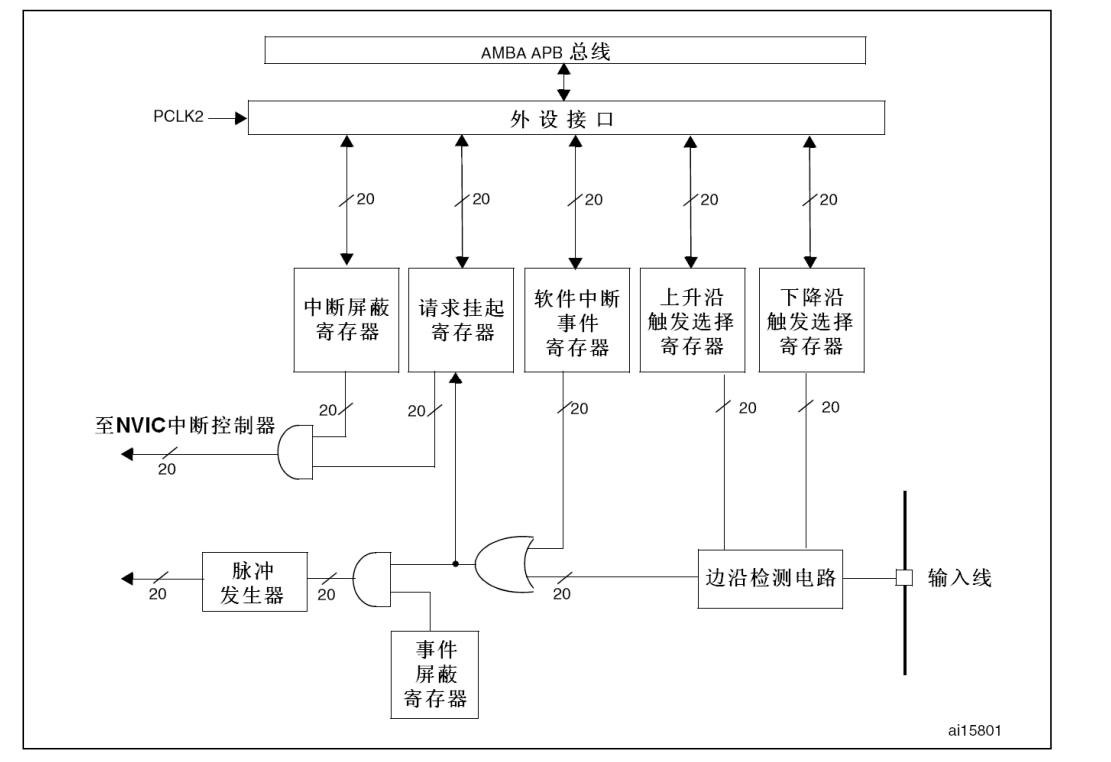 AMBA APB 总线
PCLK2
外 设 接 口
20
20
20
20
20
中断屏蔽
寄存器
请求挂起
寄存器
软件中断
事件
寄存器
上升沿
触发选择
寄存器
下降沿
触发选择
寄存器
20
20
20
20
20
至NVIC中断控制器
20
脉冲
发生器
20
20
20
边沿检测电路
输入线
事件
屏蔽
寄存器
ai15801